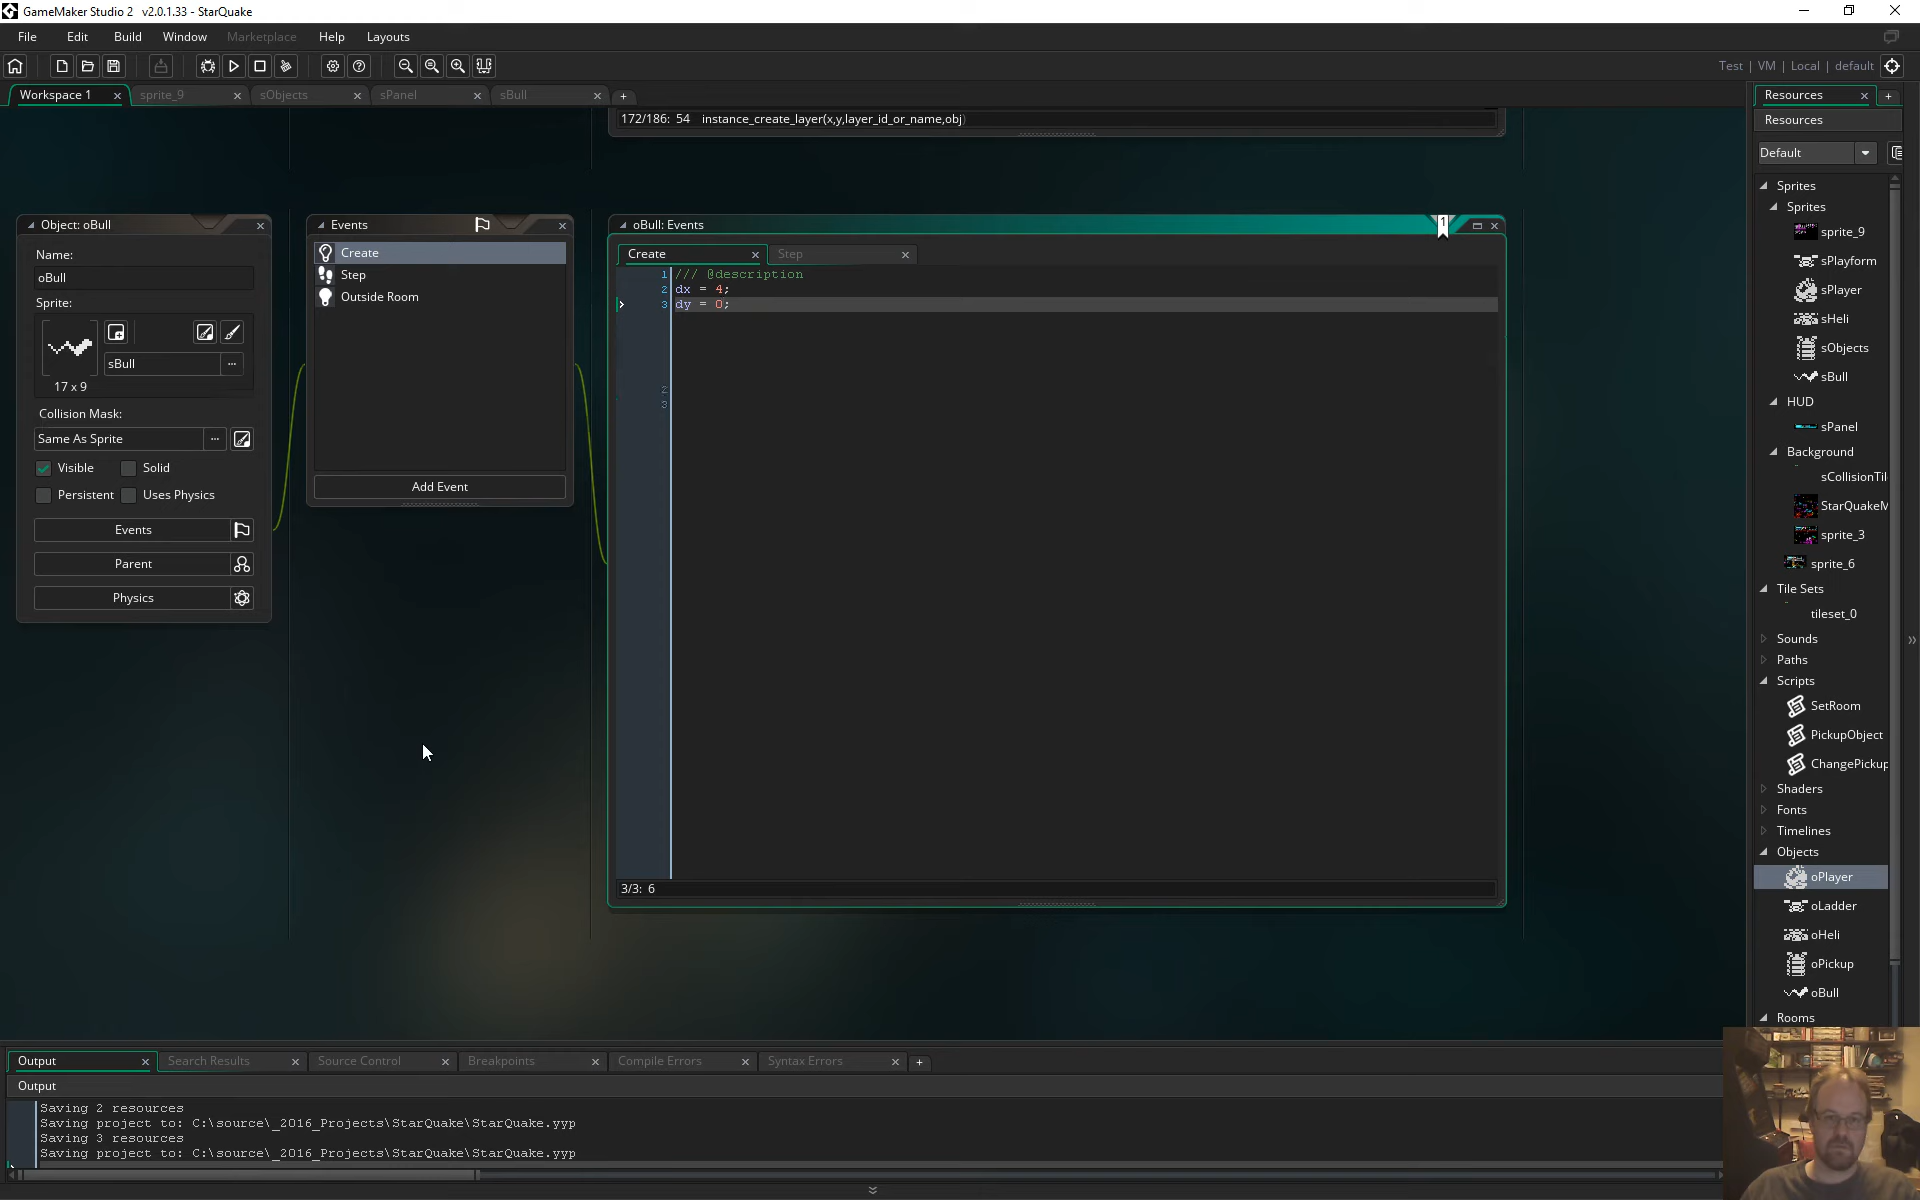 GameMaker Studio 2 v2.0.1.33 - StarQuake
File Edit Build Window Marketplace Help Layouts
Test | VM | Local | default
Workspace 1 sprite_9 sObjects sPanel sBull
172/186: 54 instance_create_layer(x,y,layer_id_or_name,obj)
Object: oBull
Name:
oBull
Sprite:
sBull
17 x 9
Collision Mask:
Same As Sprite
Visible Solid
Persistent Uses Physics
Events
Parent
Physics
Events
Create
Step
Outside Room
Add Event
oBull: Events
1
Create Step
1 /// @description
2 dx = 4;
3 dy = 0;
2
3
3/3: 6
Resources
Resources
Default
Sprites
Sprites
sprite_9
sPlayform
sPlayer
sHeli
sObjects
sBull
HUD
sPanel
Background
sCollisionTil
StarQuakeM
sprite_3
sprite_6
Tile Sets
tileset_0
Sounds
Paths
Scripts
SetRoom
PickupObject
ChangePickup
Shaders
Fonts
Timelines
Objects
oPlayer
oLadder
oHeli
oPickup
oBull
Rooms
Output Search Results Source Control Breakpoints Compile Errors Syntax Errors
Output
Saving 2 resources
Saving project to: C:\source\_2016_Projects\StarQuake\StarQuake.yyp
Saving 3 resources
Saving project to: C:\source\_2016_Projects\StarQuake\StarQuake.yyp